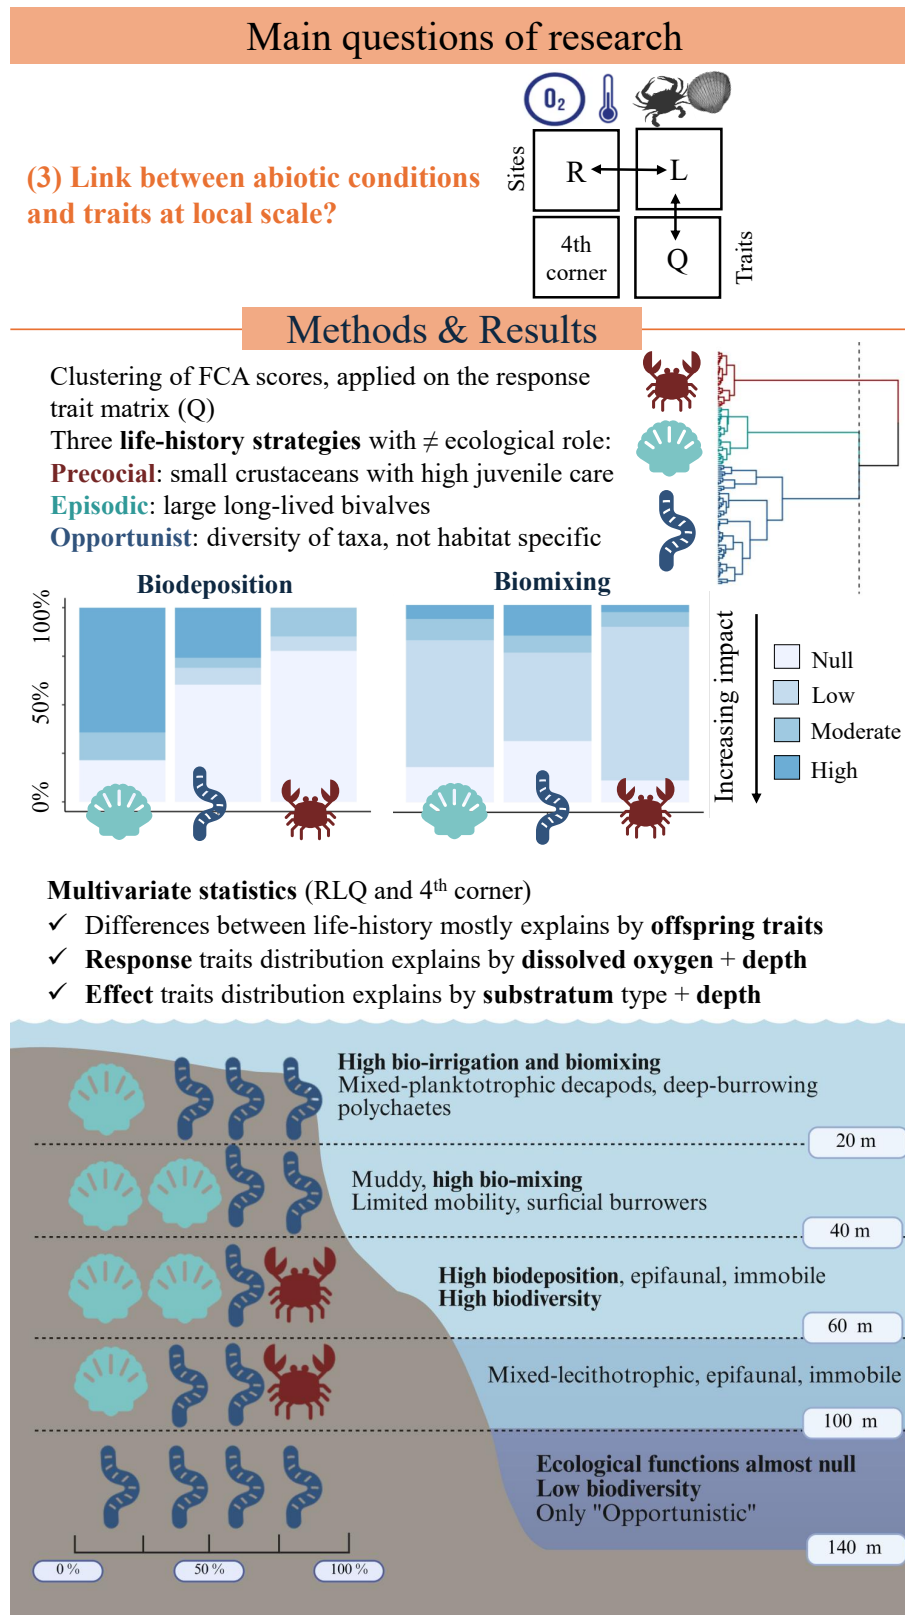 Main questions of research
O₂
(3) Link between abiotic conditions
and traits at local scale?
Sites
R
L
4th
corner
Q
Traits
Methods & Results
Clustering of FCA scores, applied on the response
trait matrix (Q)
Three life-history strategies with ≠ ecological role:
Precocial: small crustaceans with high juvenile care
Episodic: large long-lived bivalves
Opportunist: diversity of taxa, not habitat specific
Biodeposition
Biomixing
100%
50%
0%
Increasing impact
Null
Low
Moderate
High
Multivariate statistics (RLQ and 4th corner)
✓ Differences between life-history mostly explains by offspring traits
✓ Response traits distribution explains by dissolved oxygen + depth
✓ Effect traits distribution explains by substratum type + depth
High bio-irrigation and biomixing
Mixed-planktotrophic decapods, deep-burrowing
polychaetes
20 m
Muddy, high bio-mixing
Limited mobility, surficial burrowers
40 m
High biodeposition, epifaunal, immobile
High biodiversity
60 m
Mixed-lecithotrophic, epifaunal, immobile
100 m
Ecological functions almost null
Low biodiversity
Only "Opportunistic"
140 m
0 %
50 %
100 %